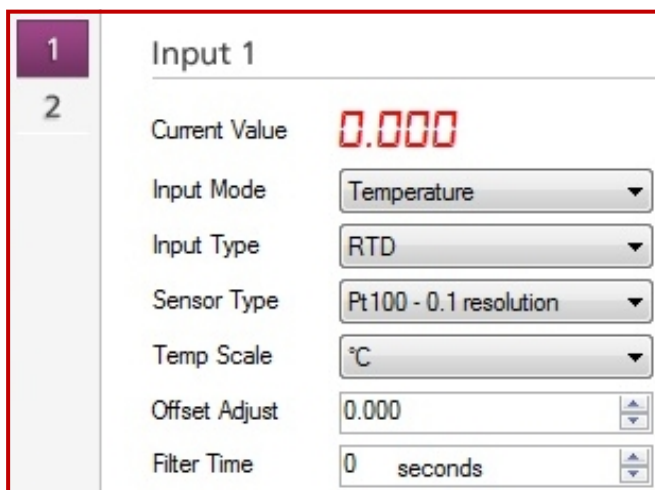 1
2
Input 1
Current Value 0.000
Input Mode Temperature
Input Type RTD
Sensor Type Pt100 - 0.1 resolution
Temp Scale °C
Offset Adjust 0.000
Filter Time 0 seconds